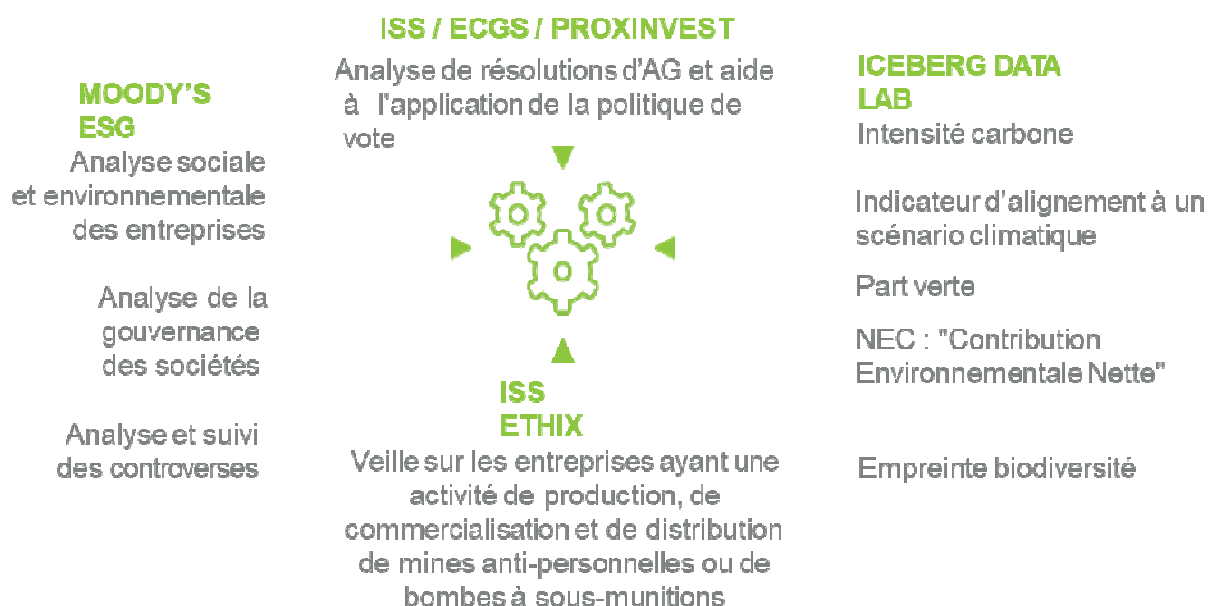 ISS / ECGS / PROXINVEST
Analyse de résolutions d'AG et aide
à l'application de la politique de
vote
MOODY'S
ESG
Analyse sociale
et environnementale
des entreprises
Analyse de la
gouvernance
des sociétés
Analyse et suivi
des controverses
ICEBERG DATA
LAB
Intensité carbone
Indicateur d'alignement à un
scénario climatique
Part verte
NEC : "Contribution
Environnementale Nette"
Empreinte biodiversité
ISS
ETHIX
Veille sur les entreprises ayant une
activité de production, de
commercialisation et de distribution
de mines anti-personnelles ou de
bombes à sous-munitions